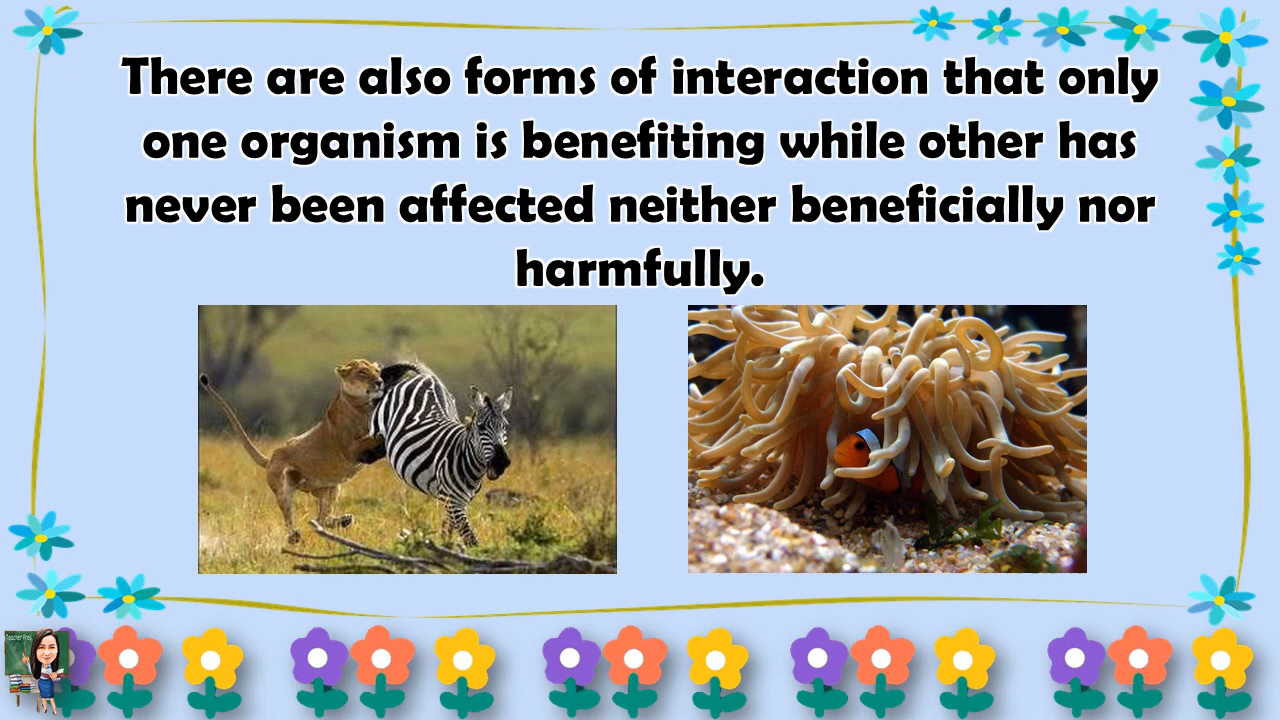 There are also forms of interaction that only
one organism is benefiting while other has
never been affected neither beneficially nor
harmfully.